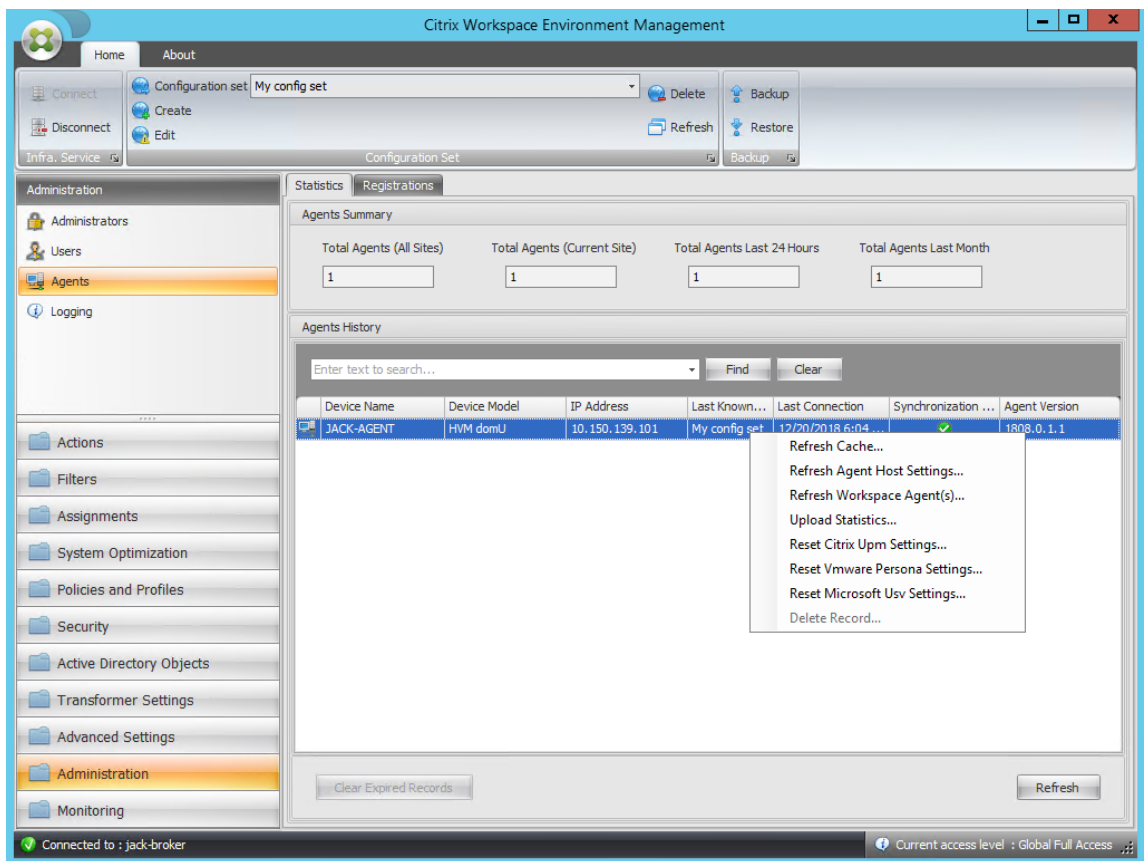 Citrix Workspace Environment Management
Home About
Connect
Disconnect
Infra. Service
Configuration set My config set
Create
Edit
Delete
Refresh
Configuration Set
Backup
Restore
Backup
Administration
Administrators
Users
Agents
Logging
Actions
Filters
Assignments
System Optimization
Policies and Profiles
Security
Active Directory Objects
Transformer Settings
Advanced Settings
Administration
Monitoring
Statistics Registrations
Agents Summary
Total Agents (All Sites) Total Agents (Current Site) Total Agents Last 24 Hours Total Agents Last Month
1 1 1 1
Agents History
Enter text to search... Find Clear
Device Name Device Model IP Address Last Known... Last Connection Synchronization ... Agent Version
JACK-AGENT HVM domU 10.150.139.101 My config set 12/20/2018 6:04 ... 1808.0.1.1
Refresh Cache...
Refresh Agent Host Settings...
Refresh Workspace Agent(s)...
Upload Statistics...
Reset Citrix Upm Settings...
Reset Vmware Persona Settings...
Reset Microsoft Usv Settings...
Delete Record...
Clear Expired Records Refresh
Connected to : jack-broker Current access level : Global Full Access